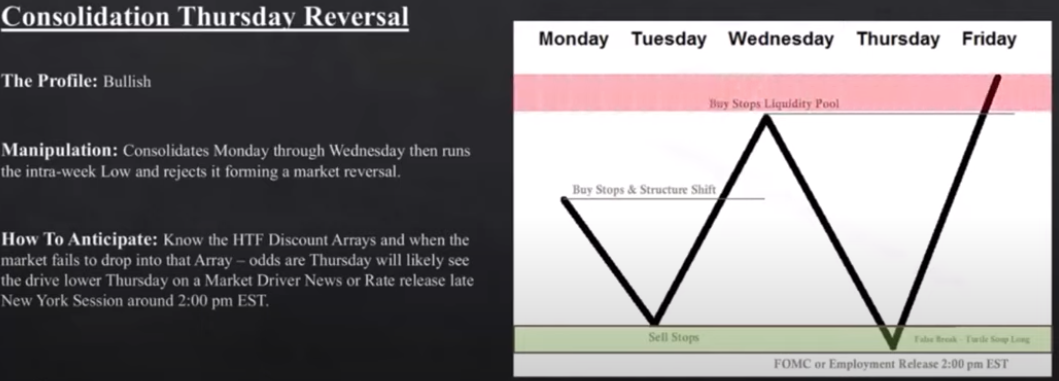 Consolidation Thursday Reversal
The Profile: Bullish
Manipulation: Consolidates Monday through Wednesday then runs
the intra-week Low and rejects it forming a market reversal.
How To Anticipate: Know the HTF Discount Arrays and when the
market fails to drop into that Array – odds are Thursday will likely see
the drive lower Thursday on a Market Driver News or Rate release late
New York Session around 2:00 pm EST.
Monday Tuesday Wednesday Thursday Friday
Buy Stops Liquidity Pool
Buy Stops & Structure Shift
Sell Stops
False Break - Turtle Soup Long
FOMC or Employment Release 2:00 pm EST